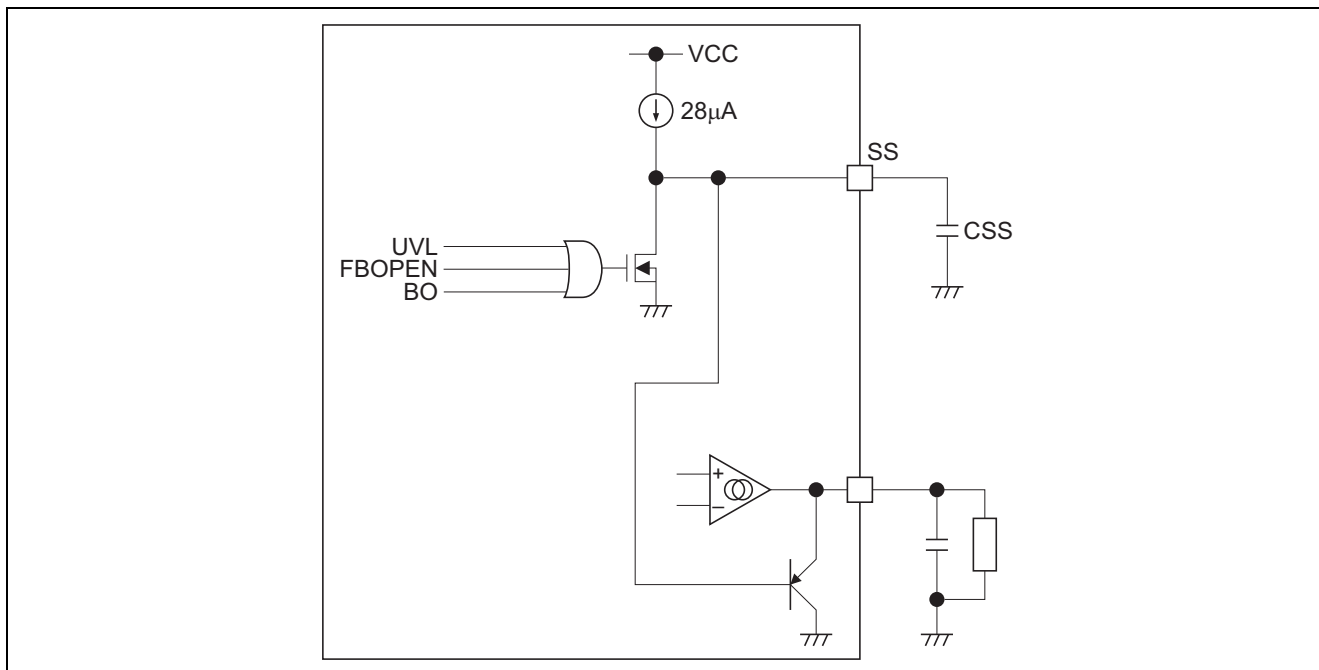 VCC
28μA
SS
CSS
UVL
FBOPEN
BO
+
−